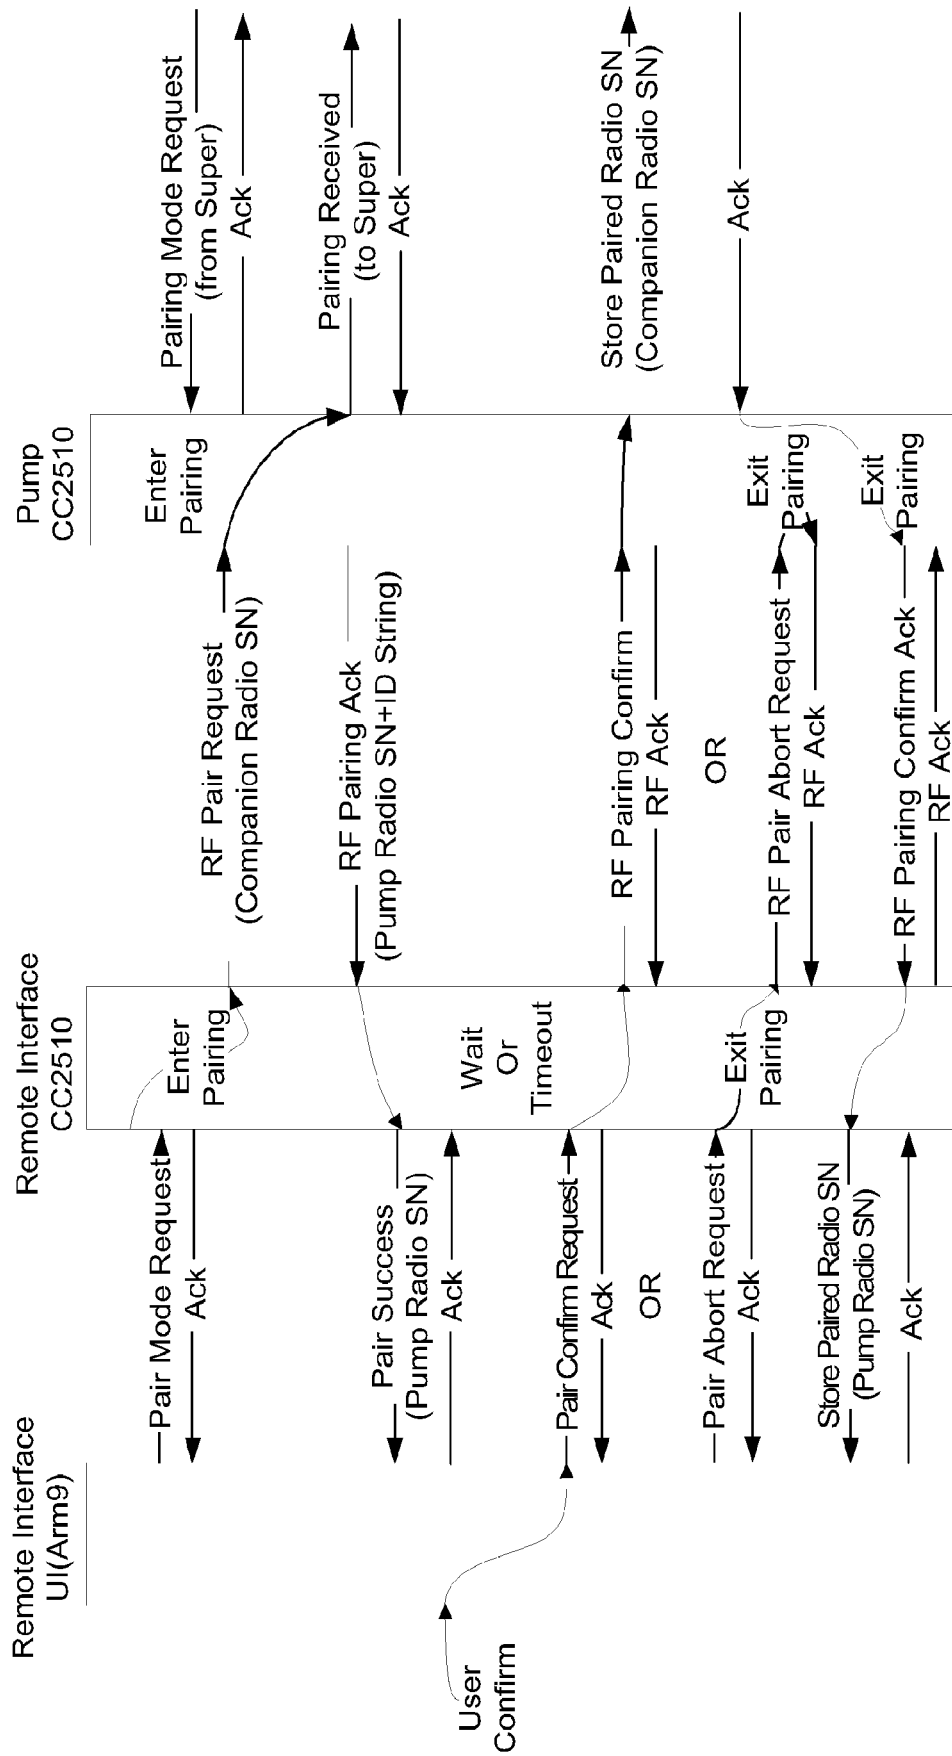 Remote Interface
UI(Arm9)
Remote Interface
CC2510
Pump
CC2510
Pair Mode Request
Ack
Enter
Pairing
RF Pair Request
(Companion Radio SN)
Enter
Pairing
Pairing Mode Request
(from Super)
Ack
Pair Success
(Pump Radio SN)
Ack
RF Pairing Ack
(Pump Radio SN+ID String)
Pairing Received
(to Super)
Ack
User
Confirm
Wait
Or
Timeout
Pair Confirm Request
Ack
OR
RF Pairing Confirm
RF Ack
OR
Store Paired Radio SN
(Companion Radio SN)
Pair Abort Request
Ack
Exit
Pairing
RF Pair Abort Request
RF Ack
Exit
Pairing
Ack
Store Paired Radio SN
(Pump Radio SN)
Ack
RF Pairing Confirm Ack
RF Ack
Exit
Pairing